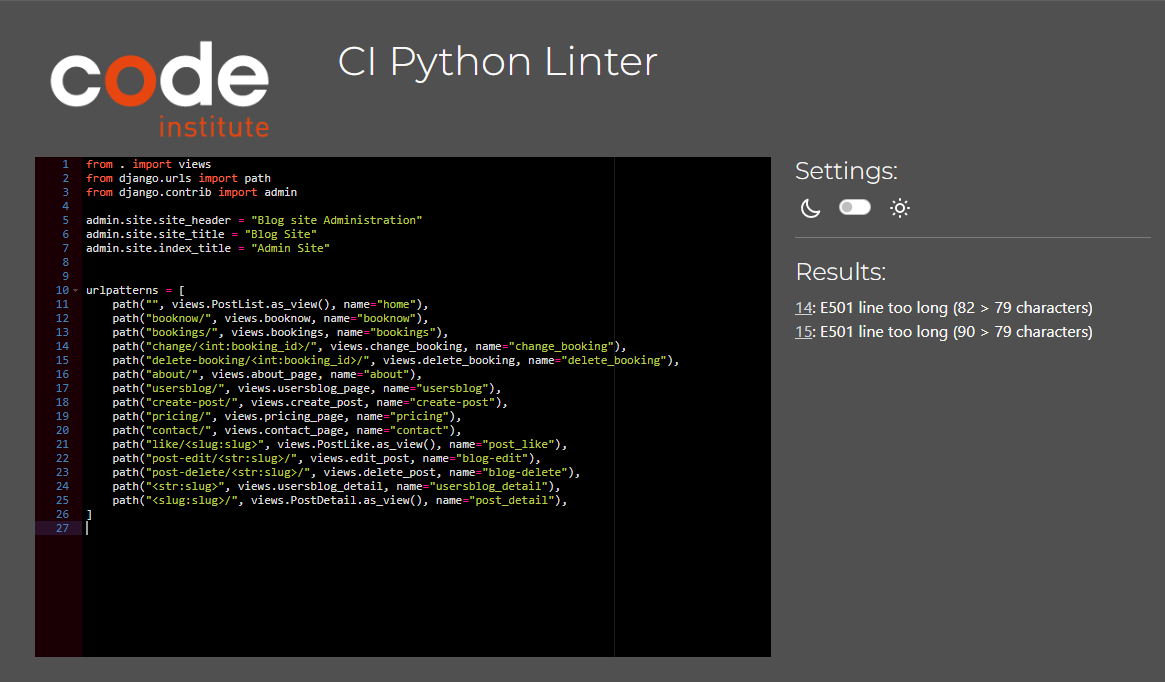 code
institute
CI Python Linter
1 from . import views
2 from django.urls import path
3 from django.contrib import admin
4
5 admin.site.site_header = "Blog site Administration"
6 admin.site.site_title = "Blog Site"
7 admin.site.index_title = "Admin Site"
8
9
10 urlpatterns = [
11     path("", views.PostList.as_view(), name="home"),
12     path("booknow/", views.booknow, name="booknow"),
13     path("bookings/", views.bookings, name="bookings"),
14     path("change/<int:booking_id>/", views.change_booking, name="change_booking"),
15     path("delete-booking/<int:booking_id>/", views.delete_booking, name="delete_booking"),
16     path("about/", views.about_page, name="about"),
17     path("usersblog/", views.usersblog_page, name="usersblog"),
18     path("create-post/", views.create_post, name="create-post"),
19     path("pricing/", views.pricing_page, name="pricing"),
20     path("contact/", views.contact_page, name="contact"),
21     path("like/<slug:slug>", views.PostLike.as_view(), name="post_like"),
22     path("post-edit/<str:slug>/", views.edit_post, name="blog-edit"),
23     path("post-delete/<str:slug>/", views.delete_post, name="blog-delete"),
24     path("<str:slug>", views.usersblog_detail, name="usersblog_detail"),
25     path("<slug:slug>/", views.PostDetail.as_view(), name="post_detail"),
26 ]
27
Settings:
Results:
14: E501 line too long (82 > 79 characters)
15: E501 line too long (90 > 79 characters)